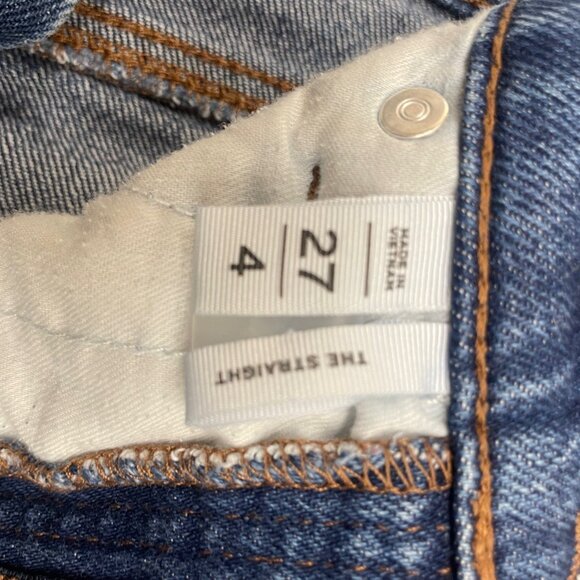 MADE IN
VIETNAM
27
4
THE STRAIGHT